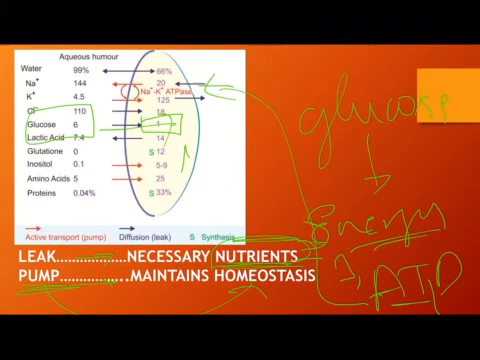 Aqueous humour
Water 99% 66%
Na+ 144 20
Na+-K+ ATPase
K+ 4.5 125
Cl- 110 18
Glucose 6 1
Lactic Acid 7.4 14
Glutatione 0 S 12
Inositol 0.1 5-9
Amino Acids 5 25
Proteins 0.04% S 33%
Active transport (pump) Diffusion (leak) S Synthesis
LEAK..................NECESSARY NUTRIENTS
PUMP..................MAINTAINS HOMEOSTASIS
glucose
Energy
ATP